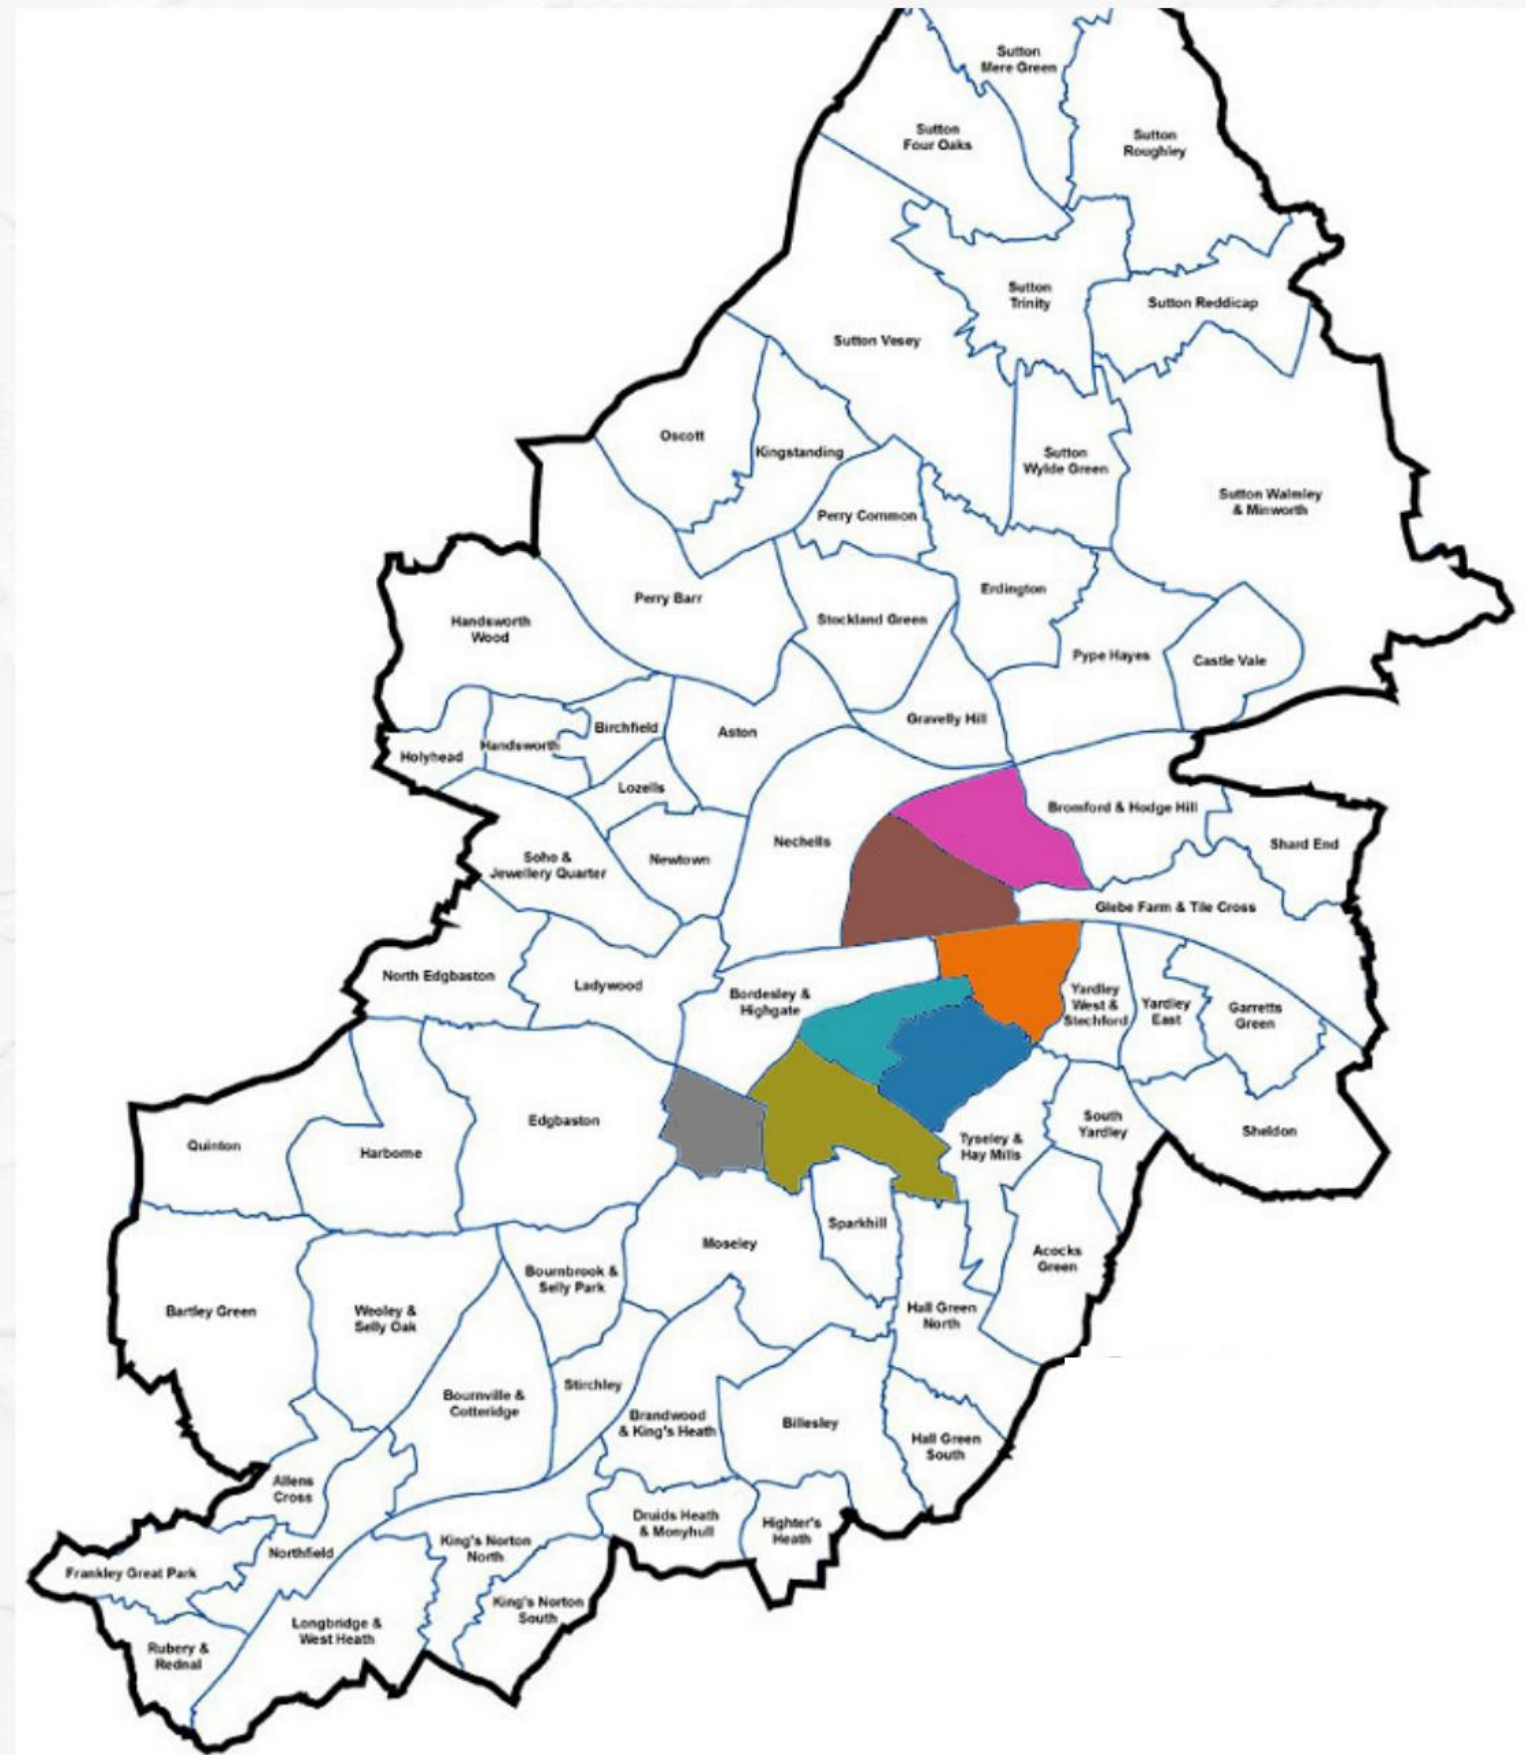 Sutton
Mere Green
Sutton
Four Oaks
Sutton
Roughley
Sutton
Trinity
Sutton Reddicap
Sutton Vesey
Oscott
Kingstanding
Sutton
Wylde Green
Sutton Walmley
& Minworth
Perry Common
Erdington
Perry Barr
Handsworth
Wood
Stockland Green
Pype Hayes
Castle Vale
Gravelly Hill
Birchfield
Aston
Handsworth
Holyhead
Lozells
Bromford & Hodge Hill
Nechells
Shard End
Soho &
Jewellery Quarter
Newtown
Glebe Farm & Tile Cross
North Edgbaston
Ladywood
Bordesley &
Highgate
Yardley
West &
Stechford
Yardley
East
Garretts
Green
Edgbaston
Quinton
Harborne
Tyseley &
Hay Mills
South
Yardley
Sheldon
Sparkhill
Moseley
Acocks
Green
Bournbrook &
Selly Park
Bartley Green
Weoley &
Selly Oak
Hall Green
North
Stirchley
Bournville &
Cotteridge
Brandwood
& King's Heath
Billesley
Hall Green
South
Allens
Cross
Druids Heath
& Monyhull
Highter's
Heath
King's Norton
North
Northfield
Frankley Great Park
King's Norton
South
Longbridge &
West Heath
Rubery &
Rednal